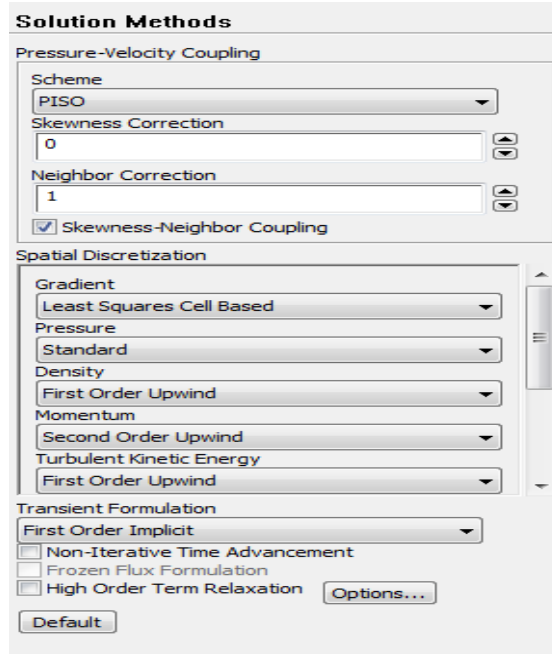 Solution Methods
Pressure-Velocity Coupling
Scheme
PISO
Skewness Correction
0
Neighbor Correction
1
Skewness-Neighbor Coupling
Spatial Discretization
Gradient
Least Squares Cell Based
Pressure
Standard
Density
First Order Upwind
Momentum
Second Order Upwind
Turbulent Kinetic Energy
First Order Upwind
Transient Formulation
First Order Implicit
Non-Iterative Time Advancement
Frozen Flux Formulation
High Order Term Relaxation Options...
Default